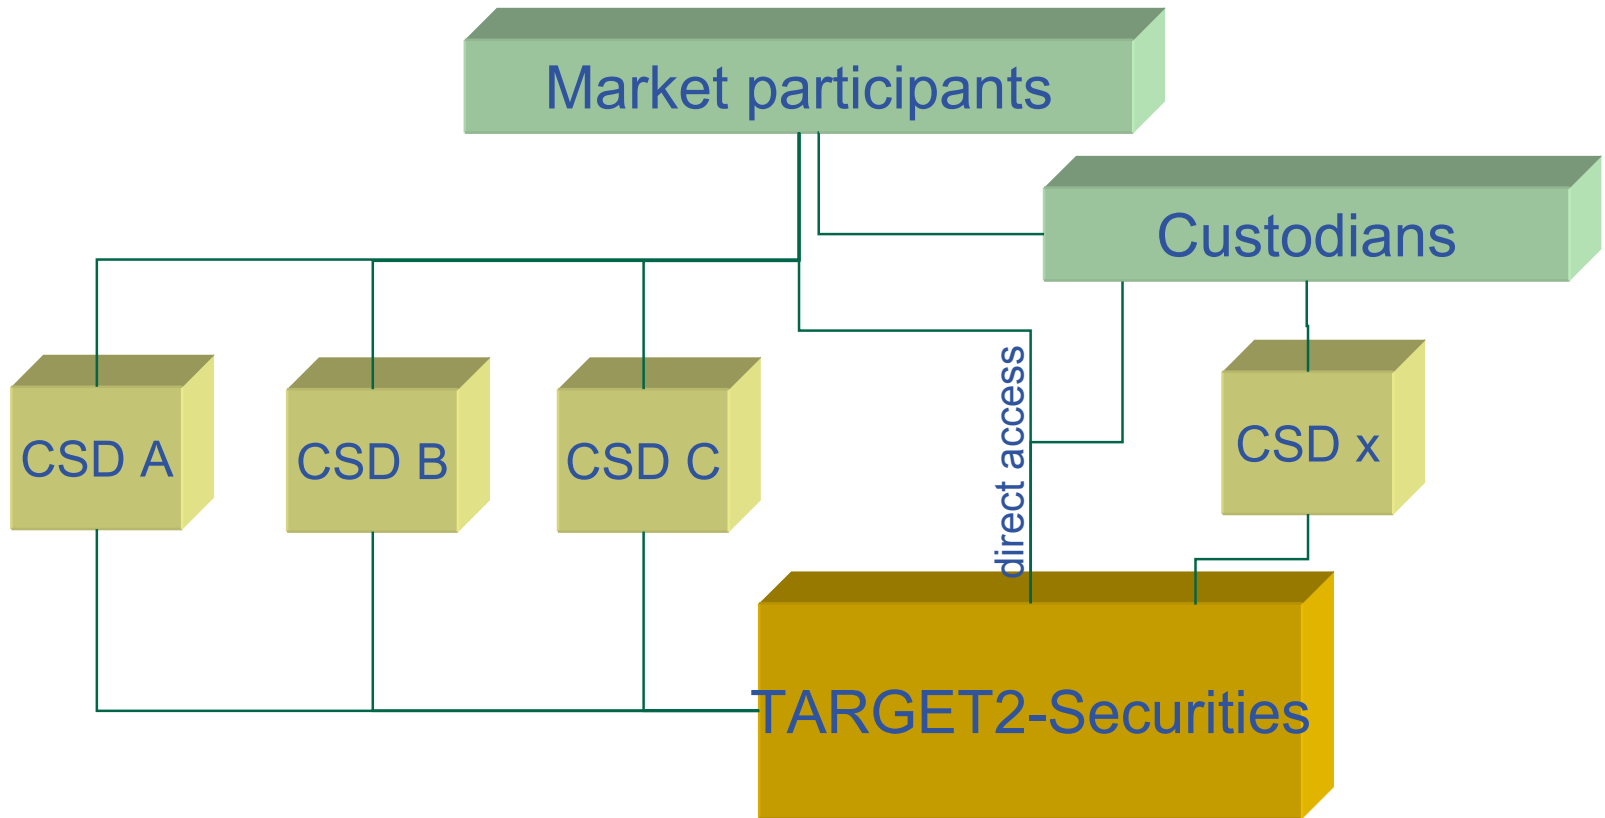 Market participants
Custodians
direct access
CSD A
CSD B
CSD C
CSD x
TARGET2-Securities